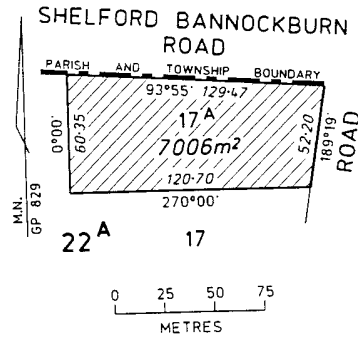 SHELFORD BANNOCKBURN
ROAD
PARISH AND TOWNSHIP BOUNDARY
93°55' 129·47
17A
7006m²
0°00'
60·35
52·20
189°19'
ROAD
120·70
270°00'
M.N.
GP 829
22A 17
0 25 50 75
METRES